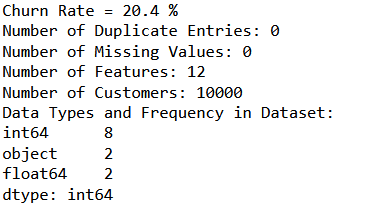 Churn Rate = 20.4 %
Number of Duplicate Entries: 0
Number of Missing Values: 0
Number of Features: 12
Number of Customers: 10000
Data Types and Frequency in Dataset:
int64      8
object     2
float64    2
dtype: int64